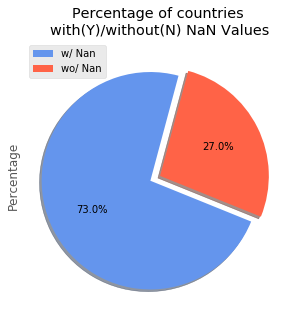 Percentage of countries
with(Y)/without(N) NaN Values
w/ Nan
wo/ Nan
27.0%
Percentage
73.0%